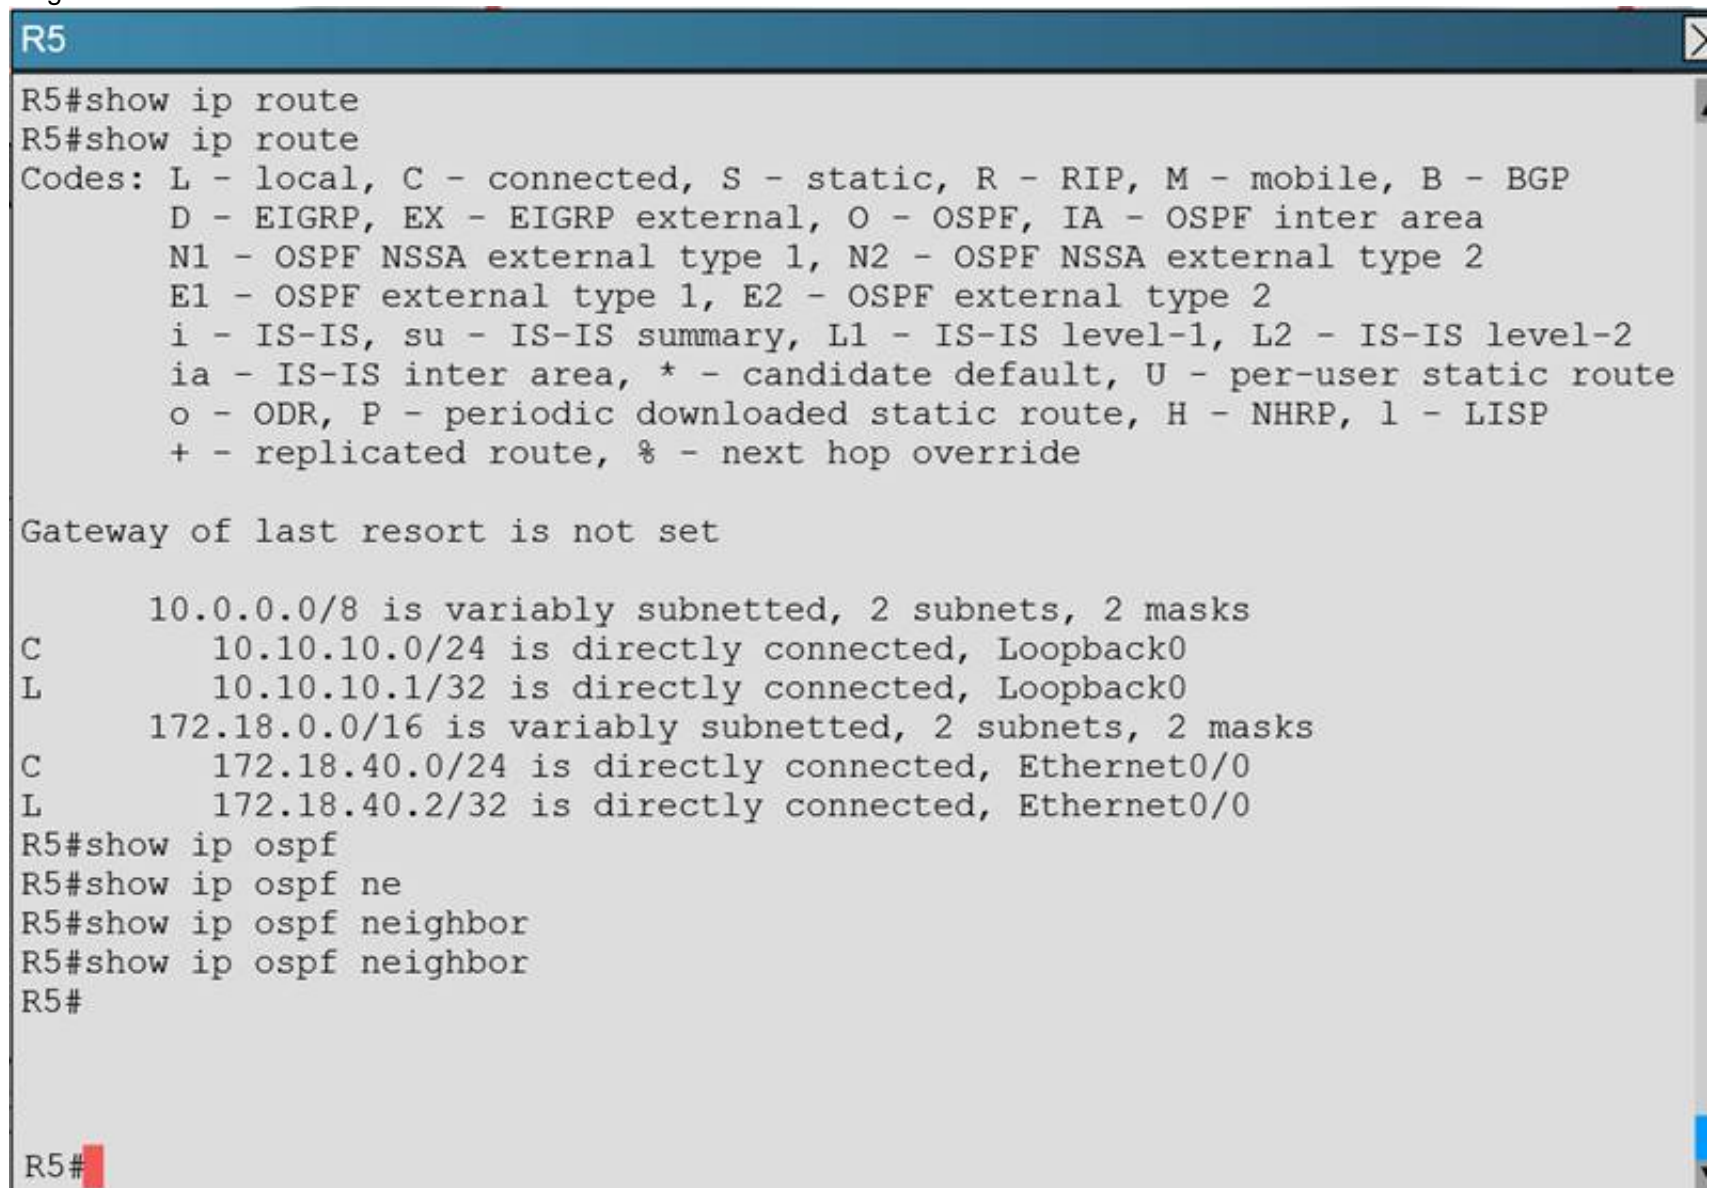 R5
R5#show ip route
R5#show ip route
Codes: L - local, C - connected, S - static, R - RIP, M - mobile, B - BGP
       D - EIGRP, EX - EIGRP external, O - OSPF, IA - OSPF inter area
       N1 - OSPF NSSA external type 1, N2 - OSPF NSSA external type 2
       E1 - OSPF external type 1, E2 - OSPF external type 2
       i - IS-IS, su - IS-IS summary, L1 - IS-IS level-1, L2 - IS-IS level-2
       ia - IS-IS inter area, * - candidate default, U - per-user static route
       o - ODR, P - periodic downloaded static route, H - NHRP, l - LISP
       + - replicated route, % - next hop override
Gateway of last resort is not set
      10.0.0.0/8 is variably subnetted, 2 subnets, 2 masks
C        10.10.10.0/24 is directly connected, Loopback0
L        10.10.10.1/32 is directly connected, Loopback0
      172.18.0.0/16 is variably subnetted, 2 subnets, 2 masks
C        172.18.40.0/24 is directly connected, Ethernet0/0
L        172.18.40.2/32 is directly connected, Ethernet0/0
R5#show ip ospf
R5#show ip ospf ne
R5#show ip ospf neighbor
R5#show ip ospf neighbor
R5#
R5#